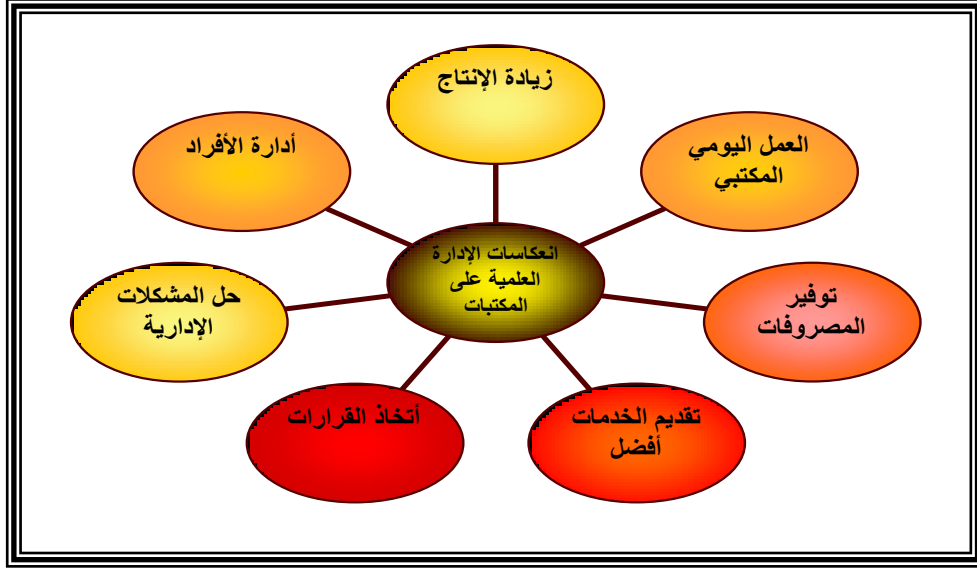 زيادة الإنتاج
العمل اليومي
المكتبي
توفير
المصروفات
تقديم الخدمات
أفضل
أتخاذ القرارات
حل المشكلات
الإدارية
أدارة الأفراد
انعكاسات الإدارة
العلمية على
المكتبات